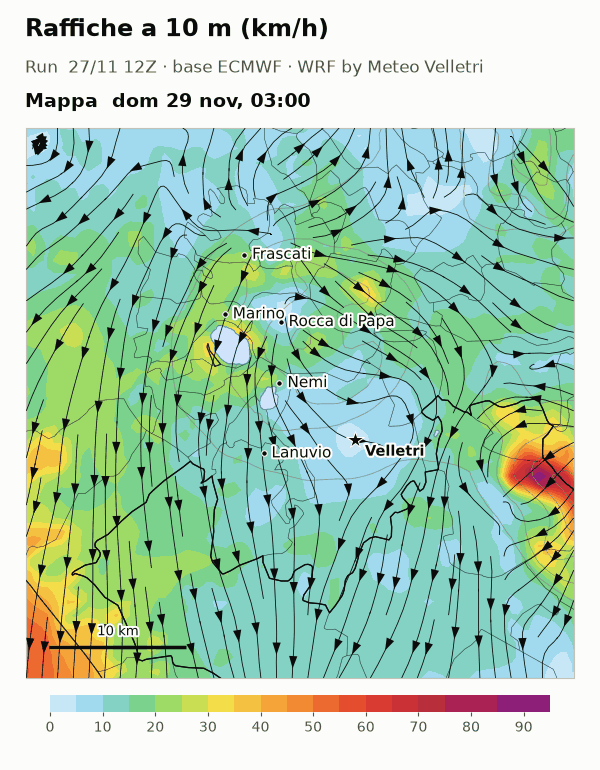 Raffiche a 10 m (km/h)
Run 27/11 12Z · base ECMWF · WRF by Meteo Velletri
Mappa dom 29 nov, 03:00
Frascati
Marino
Rocca di Papa
Nemi
Velletri
Lanuvio
10 km
0 10 20 30 40 50 60 70 80 90